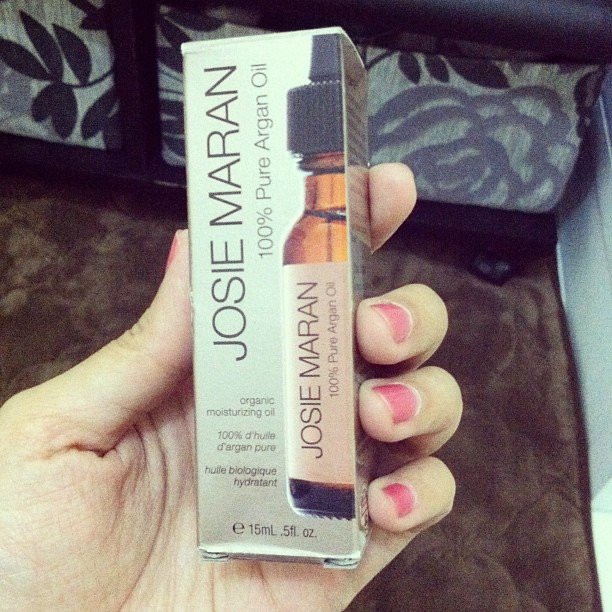 JOSIE MARAN
100% Pure Argan Oil
organic
moisturizing oil
100% d'huile
d'argan pure
huile biologique
hydratant
℮ 15mL .5fl. oz.
JOSIE MARAN
100% Pure Argan Oil